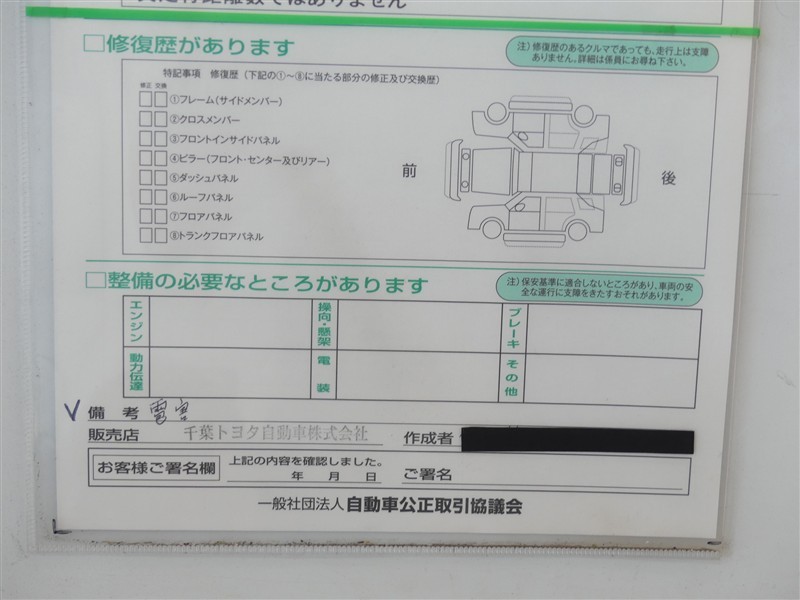 実走行距離数ではありません
□修復歴があります
注)修復歴のあるクルマであっても、走行上は支障
ありません。詳細は係員にお尋ね下さい。
特記事項 修復歴(下記の①〜⑧に当たる部分の修正及び交換歴)
修正 交換
①フレーム(サイドメンバー)
②クロスメンバー
③フロントインサイドパネル
④ピラー(フロント・センター及びリアー)
⑤ダッシュパネル
⑥ルーフパネル
⑦フロアパネル
⑧トランクフロアパネル
前
後
□整備の必要なところがあります
注)保安基準に適合しないところがあり、車両の安
全な運行に支障をきたすおそれがあります。
エンジン
操向・懸架
ブレーキ
動力伝達
電装
その他
V 備考 雹害
販売店 千葉トヨタ自動車株式会社 作成者
お客様ご署名欄
上記の内容を確認しました。
年 月 日
ご署名
一般社団法人 自動車公正取引協議会